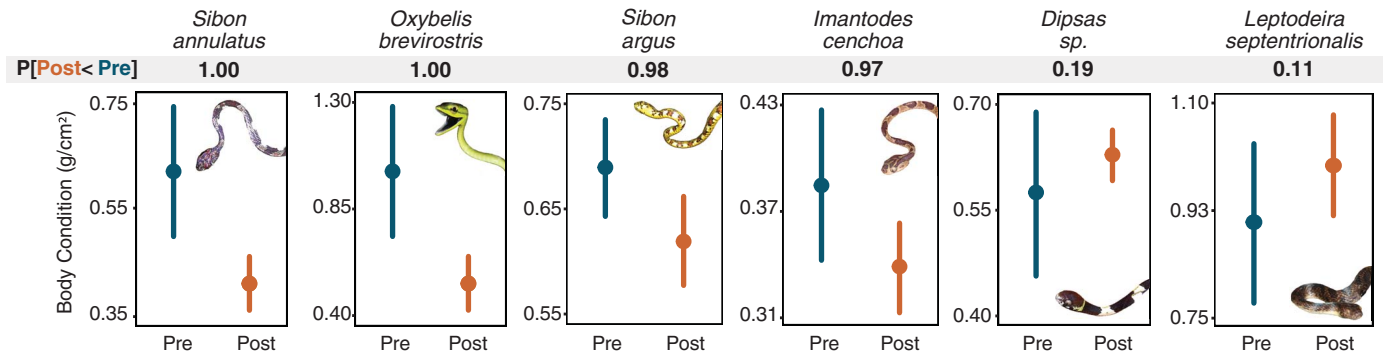 Sibon annulatus
Oxybelis brevirostris
Sibon argus
Imantodes cenchoa
Dipsas sp.
Leptodeira septentrionalis
P[Post< Pre] 1.00 1.00 0.98 0.97 0.19 0.11
Body Condition (g/cm²)
0.75
0.55
0.35
Pre Post
1.30
0.85
0.40
Pre Post
0.75
0.65
0.55
Pre Post
0.43
0.37
0.31
Pre Post
0.70
0.55
0.40
Pre Post
1.10
0.93
0.75
Pre Post